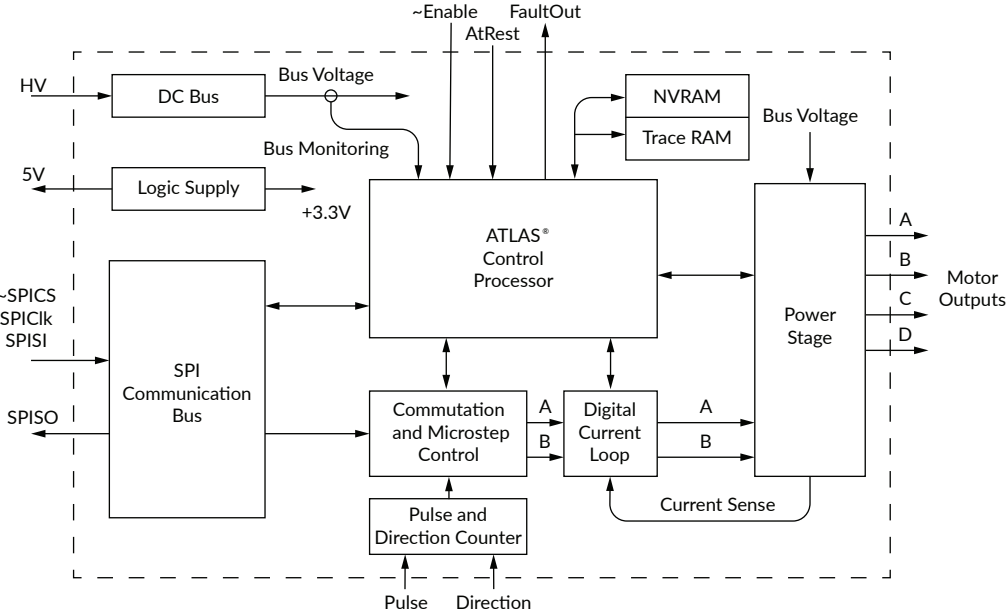 ~Enable
FaultOut
AtRest
HV
DC Bus
Bus Voltage
NVRAM
Trace RAM
Bus Voltage
Bus Monitoring
5V
Logic Supply
+3.3V
ATLAS®
Control
Processor
A
B
C
D
Motor
Outputs
~SPICS
SPIClk
SPISI
SPISO
SPI
Communication
Bus
Power
Stage
Commutation
and Microstep
Control
A
B
Digital
Current
Loop
A
B
Current Sense
Pulse and
Direction Counter
Pulse
Direction